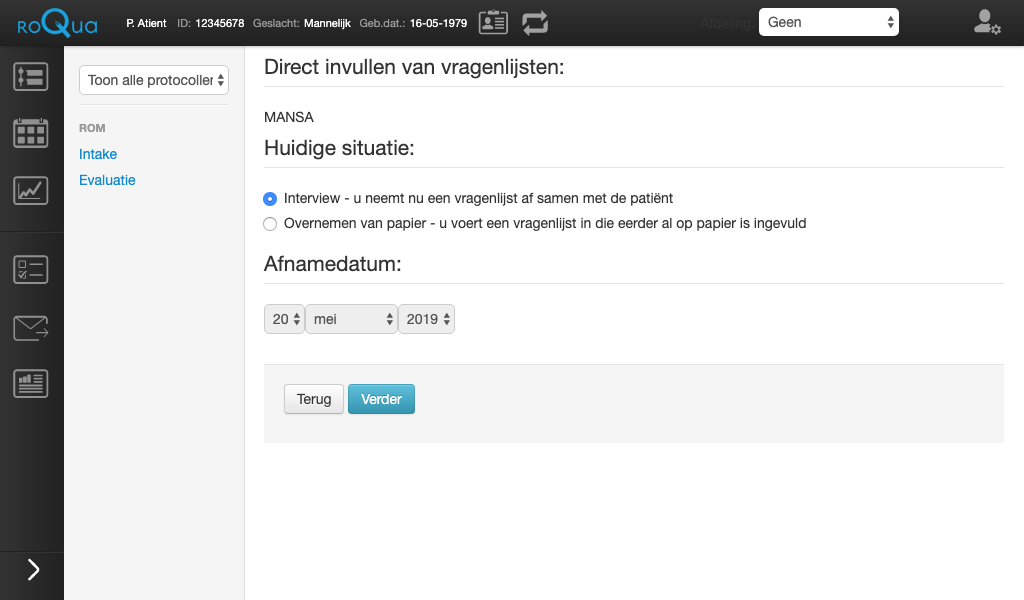 roQua
P. Atient ID: 12345678 Geslacht: Mannelijk Geb.dat.: 16-05-1979
Afdeling: Geen
Toon alle protocoller
ROM
Intake
Evaluatie
Direct invullen van vragenlijsten:
MANSA
Huidige situatie:
Interview - u neemt nu een vragenlijst af samen met de patiënt
Overnemen van papier - u voert een vragenlijst in die eerder al op papier is ingevuld
Afnamedatum:
20 mei 2019
Terug Verder